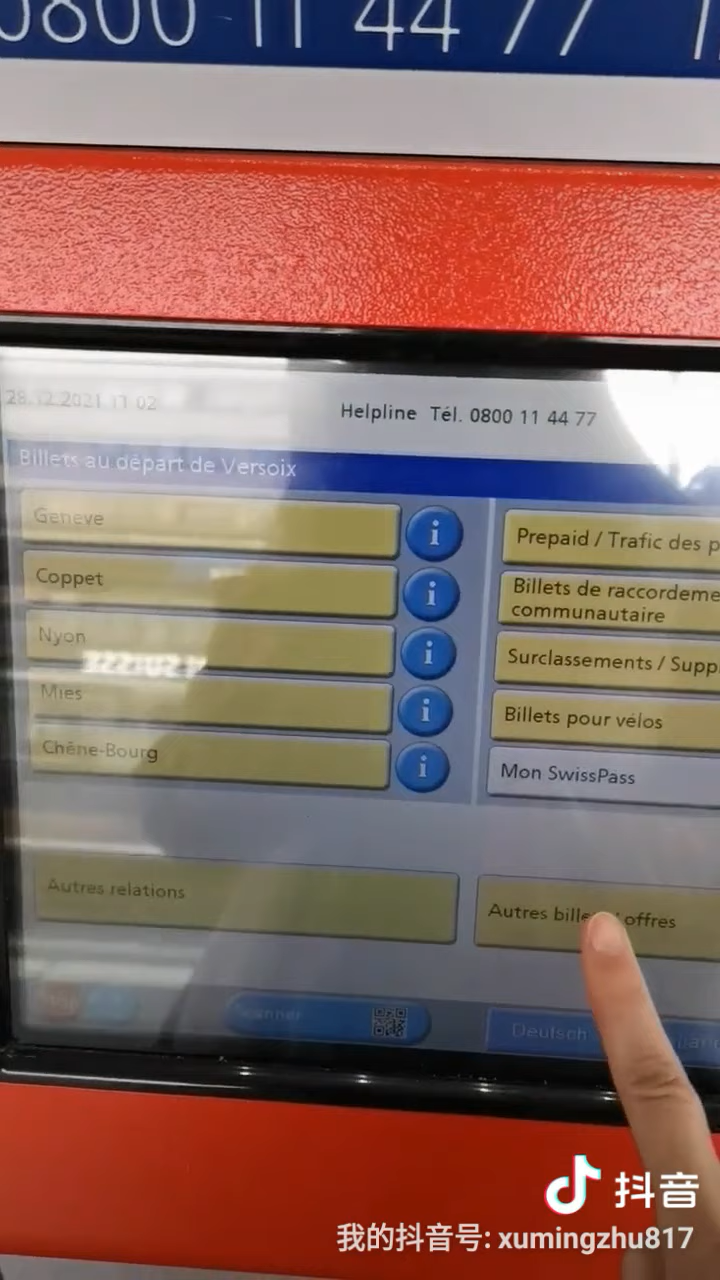 0800 11 44 77
28.12.2021 11 02
Helpline Tél. 0800 11 44 77
Billets au départ de Versoix
Genève
Coppet
Nyon
Mies
Chêne-Bourg
Prepaid / Trafic des p
Billets de raccordeme
communautaire
Surclassements / Supp
Billets pour vélos
Mon SwissPass
Autres relations
Autres bille / offres
Scanner
Deutsch
抖音
我的抖音号: xumingzhu817